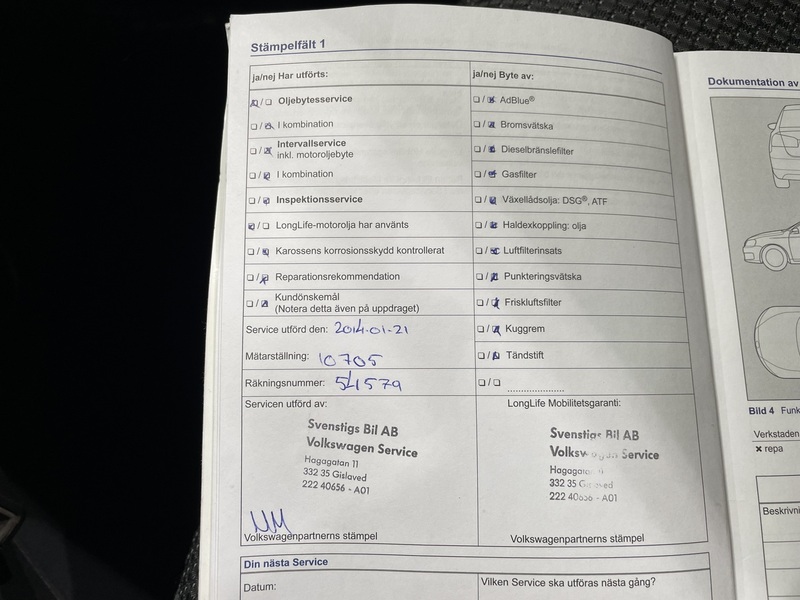 Stämpelfält 1
ja/nej Har utförts:
ja/nej Byte av:
Oljebytesservice
AdBlue®
I kombination
Bromsvätska
Intervallservice
inkl. motoroljebyte
Dieselbränslefilter
I kombination
Gasfilter
Inspektionsservice
Växellådsolja: DSG®, ATF
LongLife-motorolja har använts
Haldexkoppling: olja
Karossens korrosionsskydd kontrollerat
Luftfilterinsats
Reparationsrekommendation
Punkteringsvätska
Kundönskemål
(Notera detta även på uppdraget)
Friskluftsfilter
Service utförd den: 2014-01-21
Kuggrem
Mätarställning: 10705
Tändstift
Räkningsnummer: 541579
Servicen utförd av:
Svenstigs Bil AB
Volkswagen Service
Hagagatan 11
332 35 Gislaved
222 40656 - A01
Volkswagenpartnerns stämpel
LongLife Mobilitetsgaranti:
Svenstigs Bil AB
Volkswagen Service
Hagagatan
332 35 Gislaved
222 40656 - A01
Volkswagenpartnerns stämpel
Din nästa Service
Datum:
Vilken Service ska utföras nästa gång?
Dokumentation av
Bild 4 Funk
Verkstaden
× repa
Beskrivni